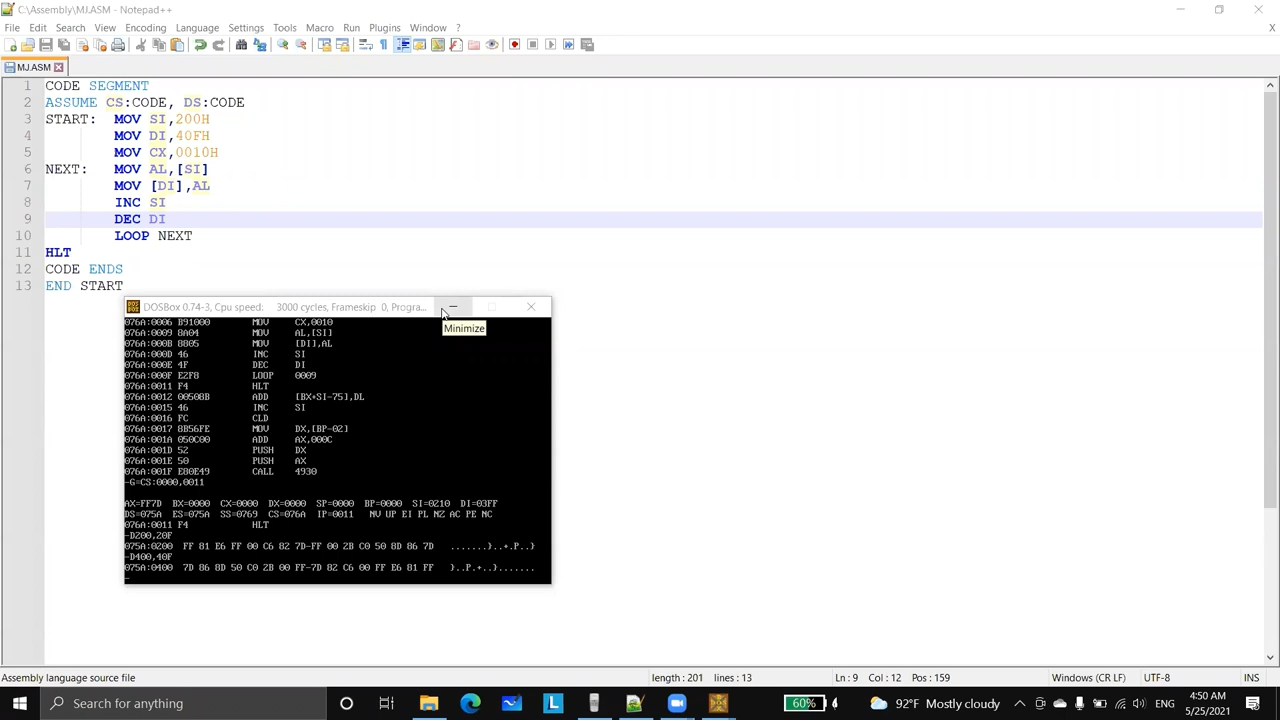 C:\Assembly\MJ.ASM - Notepad++
File Edit Search View Encoding Language Settings Tools Macro Run Plugins Window ?
X
MJ.ASM
1 CODE SEGMENT
2 ASSUME CS:CODE, DS:CODE
3 START: MOV SI,200H
4 MOV DI,40FH
5 MOV CX,0010H
6 NEXT: MOV AL,[SI]
7 MOV [DI],AL
8 INC SI
9 DEC DI
10 LOOP NEXT
11 HLT
12 CODE ENDS
13 END START
DOSBox 0.74-3, Cpu speed: 3000 cycles, Frameskip 0, Progra...
Minimize
076A:0006 B91000 MOV CX,0010
076A:0009 8A04 MOV AL,[SI]
076A:000B 8805 MOV [DI],AL
076A:000D 46 INC SI
076A:000E 4F DEC DI
076A:000F E2F8 LOOP 0009
076A:0011 F4 HLT
076A:0012 00508B ADD [BX+SI-75],DL
076A:0015 46 INC SI
076A:0016 FC CLD
076A:0017 8B56FE MOV DX,[BP-02]
076A:001A 050C00 ADD AX,000C
076A:001D 52 PUSH DX
076A:001E 50 PUSH AX
076A:001F E80E49 CALL 4930
-G=CS:0000,0011
AX=FF7D BX=0000 CX=0000 DX=0000 SP=0000 BP=0000 SI=0210 DI=03FF
DS=075A ES=075A SS=0769 CS=076A IP=0011 NV UP EI PL NZ AC PE NC
076A:0011 F4 HLT
-D200,20F
075A:0200 FF 81 E6 FF 00 C6 82 7D-FF 00 2B C0 50 8D 86 7D .......}..+.P..}
-D400,40F
075A:0400 7D 86 8D 50 C0 2B 00 FF-7D 82 C6 00 FF E6 81 FF }..P.+..}.......
-
Assembly language source file length : 201 lines : 13 Ln : 9 Col : 12 Pos : 159 Windows (CR LF) UTF-8 INS
Search for anything
60%
92°F Mostly cloudy
ENG
4:50 AM
5/25/2021